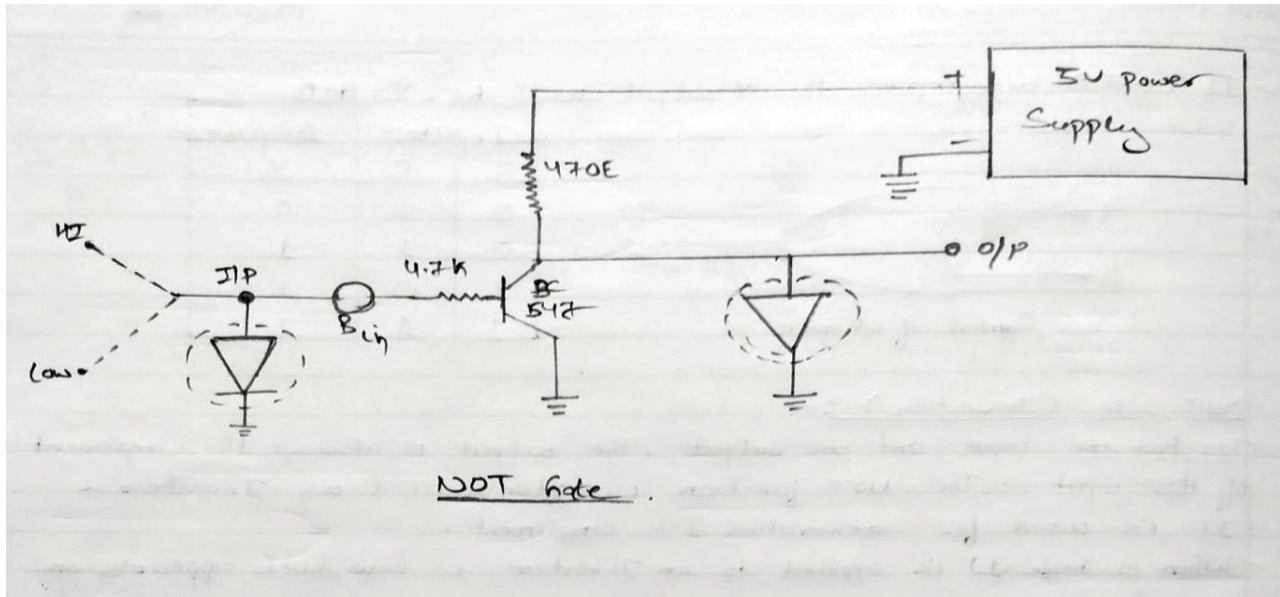 5V power
Supply
+
-
470E
HI
I/P
4.7K
BC
547
O/P
Bin
Low
NOT Gate.